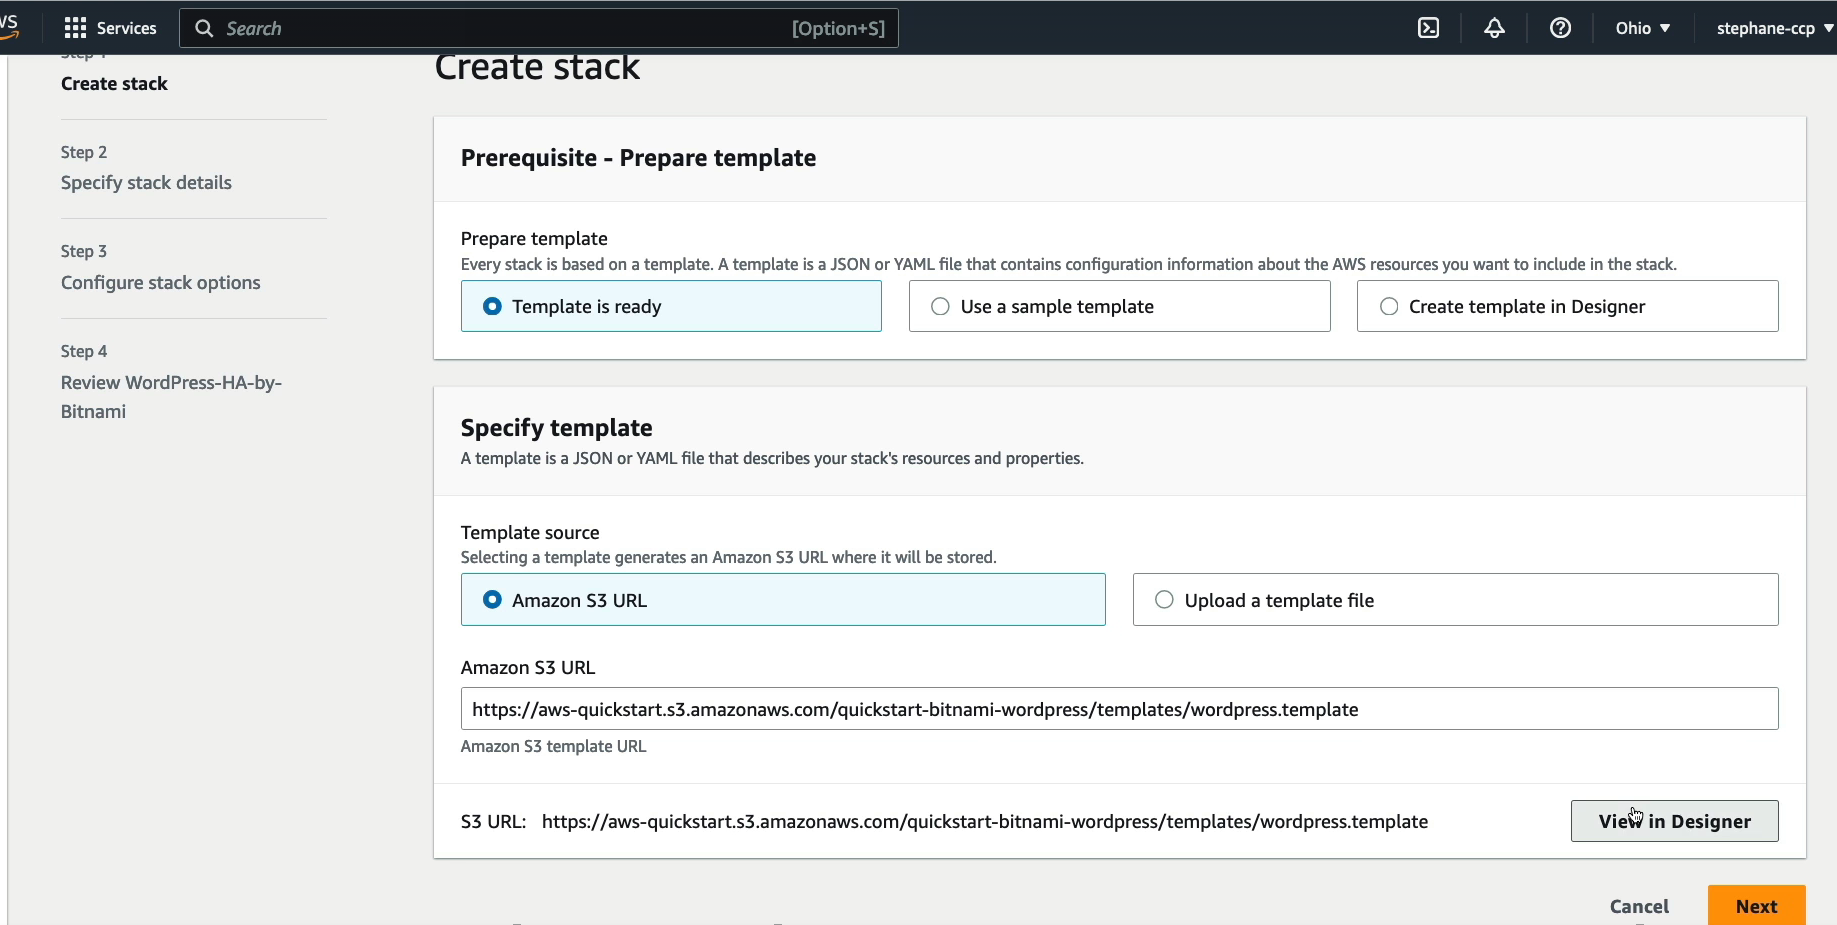 Services
Search
[Option+S]
Ohio
stephane-ccp
Create stack
Step 2
Specify stack details
Step 3
Configure stack options
Step 4
Review WordPress-HA-by-
Bitnami
Create stack
Prerequisite - Prepare template
Prepare template
Every stack is based on a template. A template is a JSON or YAML file that contains configuration information about the AWS resources you want to include in the stack.
Template is ready
Use a sample template
Create template in Designer
Specify template
A template is a JSON or YAML file that describes your stack's resources and properties.
Template source
Selecting a template generates an Amazon S3 URL where it will be stored.
Amazon S3 URL
Upload a template file
Amazon S3 URL
https://aws-quickstart.s3.amazonaws.com/quickstart-bitnami-wordpress/templates/wordpress.template
Amazon S3 template URL
S3 URL: https://aws-quickstart.s3.amazonaws.com/quickstart-bitnami-wordpress/templates/wordpress.template
View in Designer
Cancel
Next